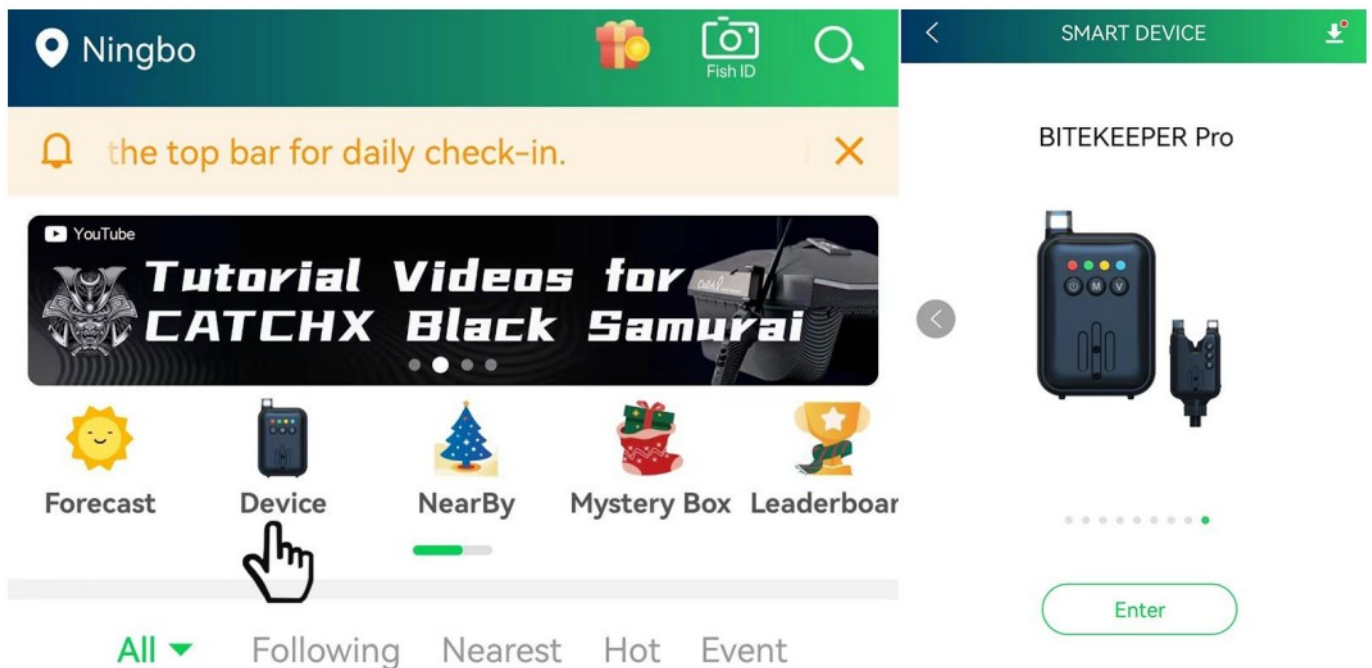 Ningbo
Fish ID
the top bar for daily check-in.
YouTube
Tutorial Videos for
CATCHX Black Samurai
Forecast
Device
NearBy
Mystery Box
Leaderboar
All
Following
Nearest
Hot
Event
SMART DEVICE
BITEKEEPER Pro
M V
Enter